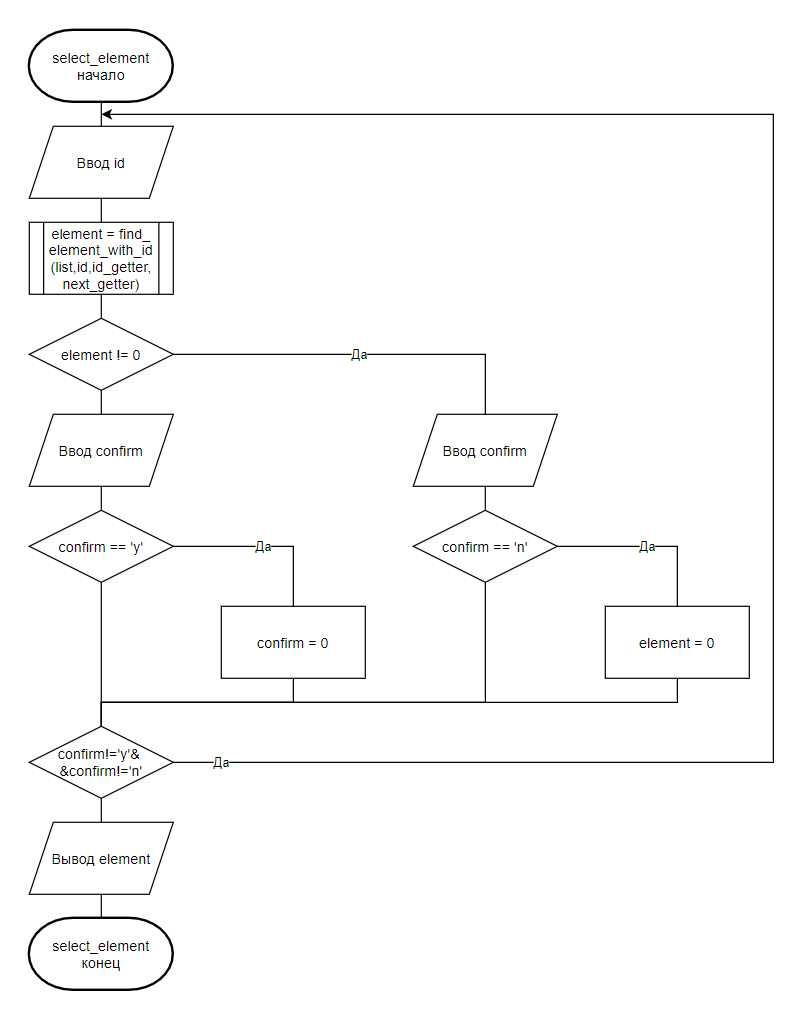 select_element
начало
Ввод id
element = find_
element_with_id
(list,id,id_getter,
next_getter)
element != 0
Да
Ввод confirm
Ввод confirm
confirm == 'y'
Да
confirm == 'n'
Да
confirm = 0
element = 0
confirm!='y'&
&confirm!='n'
Да
Вывод element
select_element
конец